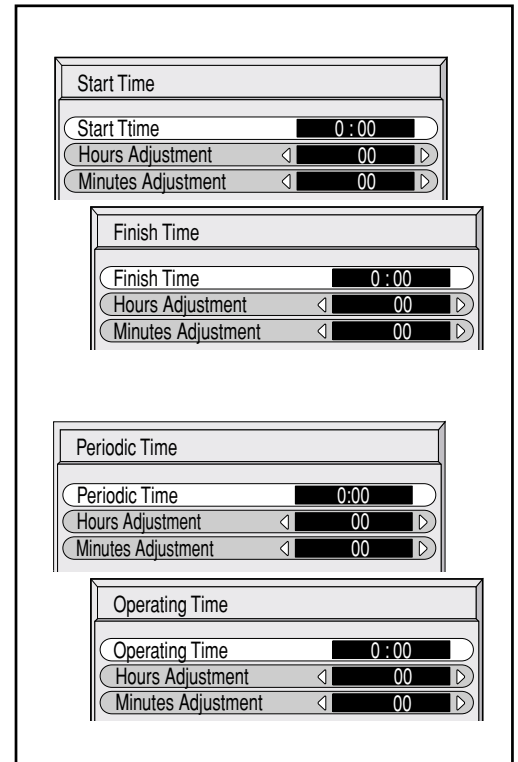 Start Time
Start Ttime 0 : 00
Hours Adjustment 00
Minutes Adjustment 00
Finish Time
Finish Time 0 : 00
Hours Adjustment 00
Minutes Adjustment 00
Periodic Time
Periodic Time 0:00
Hours Adjustment 00
Minutes Adjustment 00
Operating Time
Operating Time 0 : 00
Hours Adjustment 00
Minutes Adjustment 00